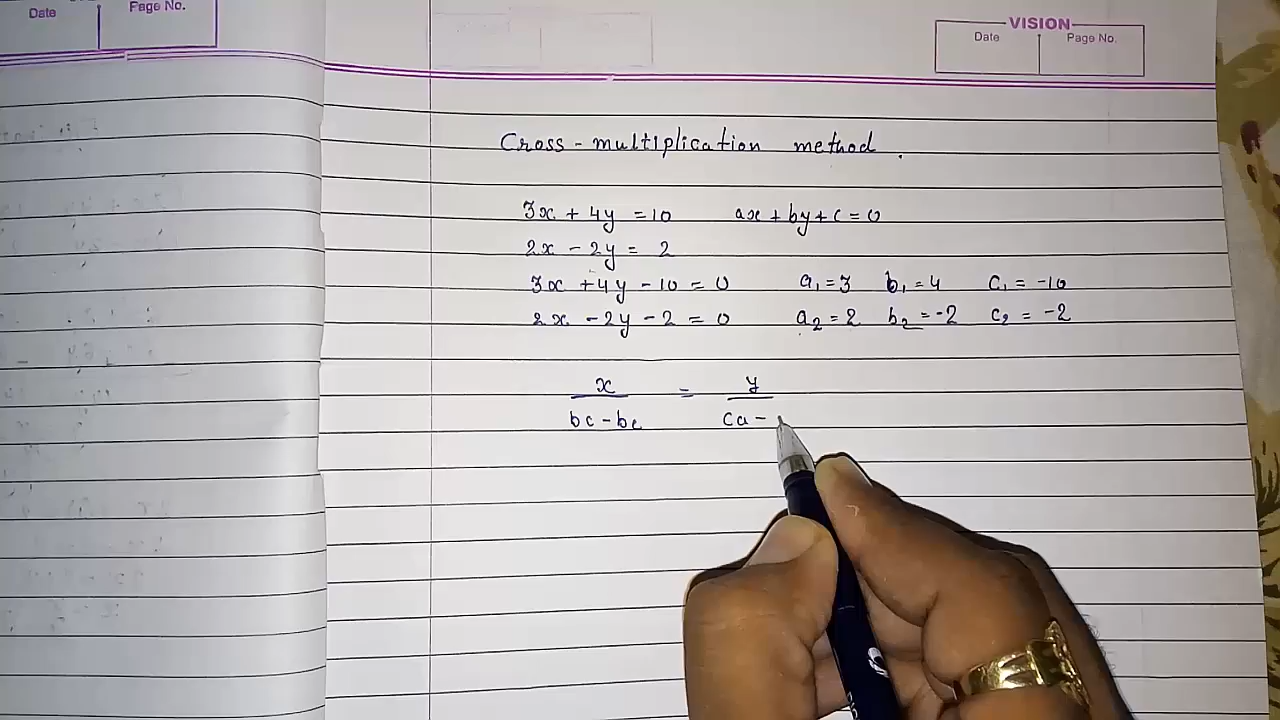 Date Page No.
VISION
Date Page No.
Cross - multiplication method .
3x + 4y = 10 ax + by + c = 0
2x - 2y = 2
3x + 4y - 10 = 0 a₁ = 3 b₁ = 4 c₁ = -10
2x - 2y - 2 = 0 a₂ = 2 b₂ = -2 c₂ = -2
x = y
bc - bc ca -